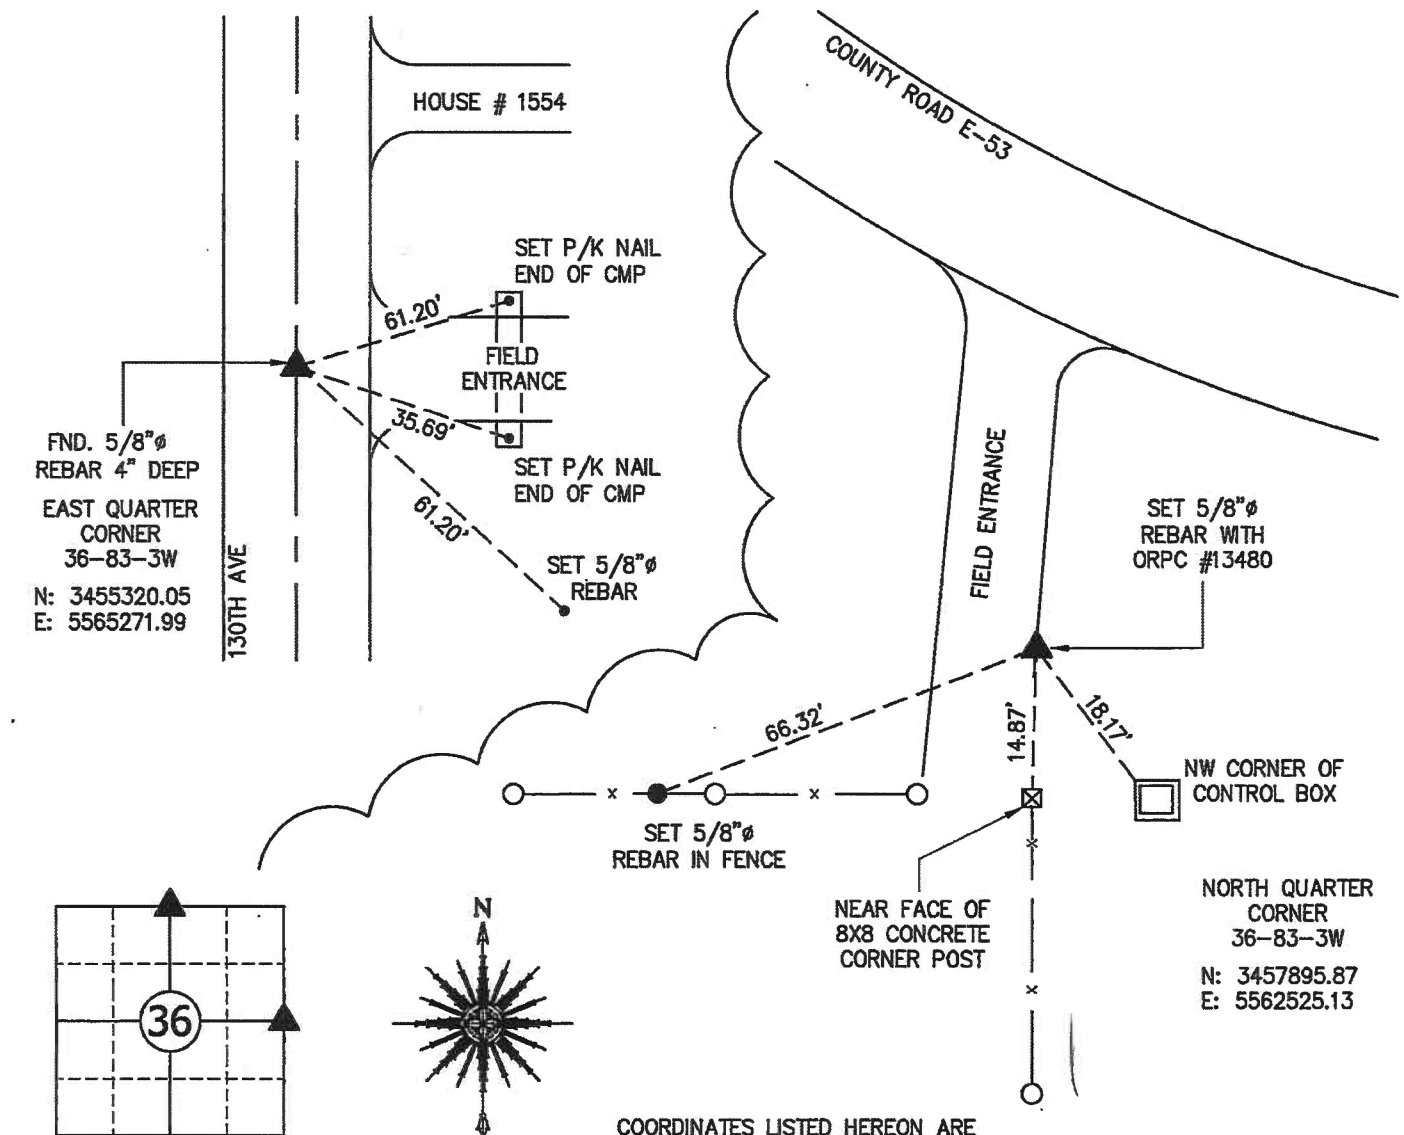 COUNTY ROAD E-53
HOUSE # 1554
SET P/K NAIL
END OF CMP
61.20'
FIELD
ENTRANCE
35.69'
SET P/K NAIL
END OF CMP
61.20'
SET 5/8"ø
REBAR
FND. 5/8"ø
REBAR 4" DEEP
EAST QUARTER
CORNER
36-83-3W
N: 3455320.05
E: 5565271.99
130TH AVE
FIELD ENTRANCE
SET 5/8"ø
REBAR WITH
ORPC #13480
66.32'
14.87'
18.17'
NW CORNER OF
CONTROL BOX
SET 5/8"ø
REBAR IN FENCE
NEAR FACE OF
8X8 CONCRETE
CORNER POST
NORTH QUARTER
CORNER
36-83-3W
N: 3457895.87
E: 5562525.13
36
N
COORDINATES LISTED HEREON ARE